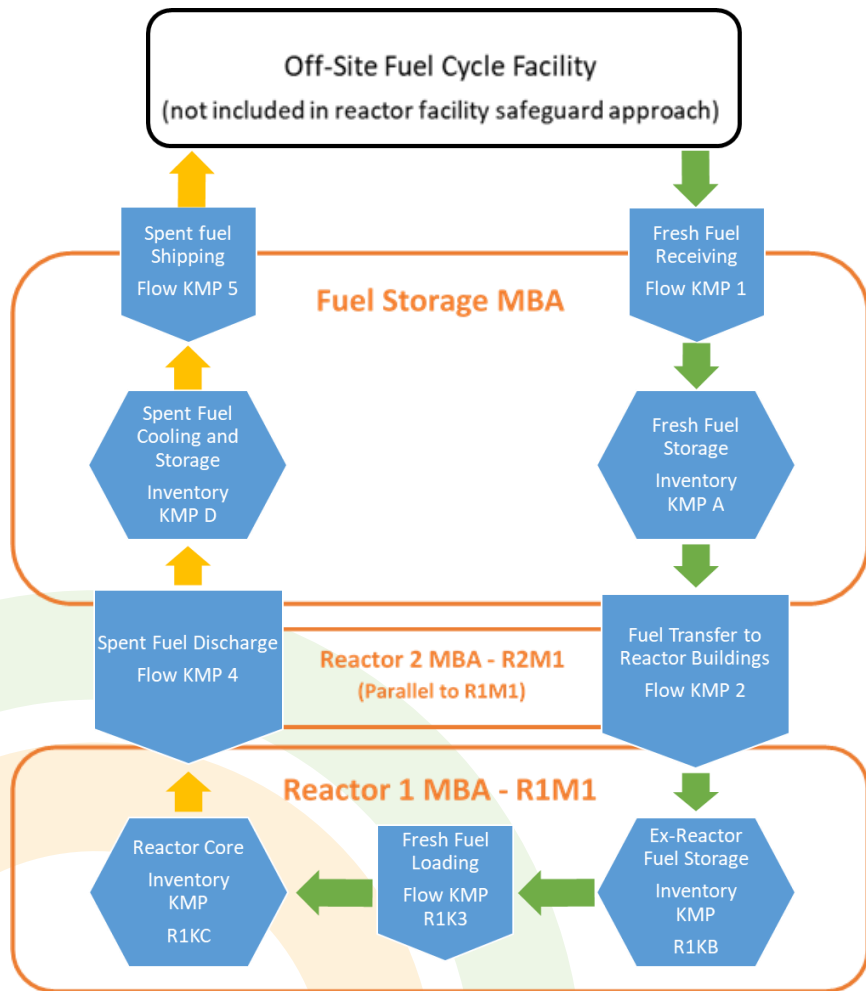 Off-Site Fuel Cycle Facility
(not included in reactor facility safeguard approach)
Spent fuel
Shipping
Flow KMP 5
Fresh Fuel
Receiving
Flow KMP 1
Fuel Storage MBA
Spent Fuel
Cooling and
Storage
Inventory
KMP D
Fresh Fuel
Storage
Inventory
KMP A
Spent Fuel Discharge
Flow KMP 4
Reactor 2 MBA - R2M1
(Parallel to R1M1)
Fuel Transfer to
Reactor Buildings
Flow KMP 2
Reactor 1 MBA - R1M1
Reactor Core
Inventory
KMP
R1KC
Fresh Fuel
Loading
Flow KMP
R1K3
Ex-Reactor
Fuel Storage
Inventory
KMP
R1KB